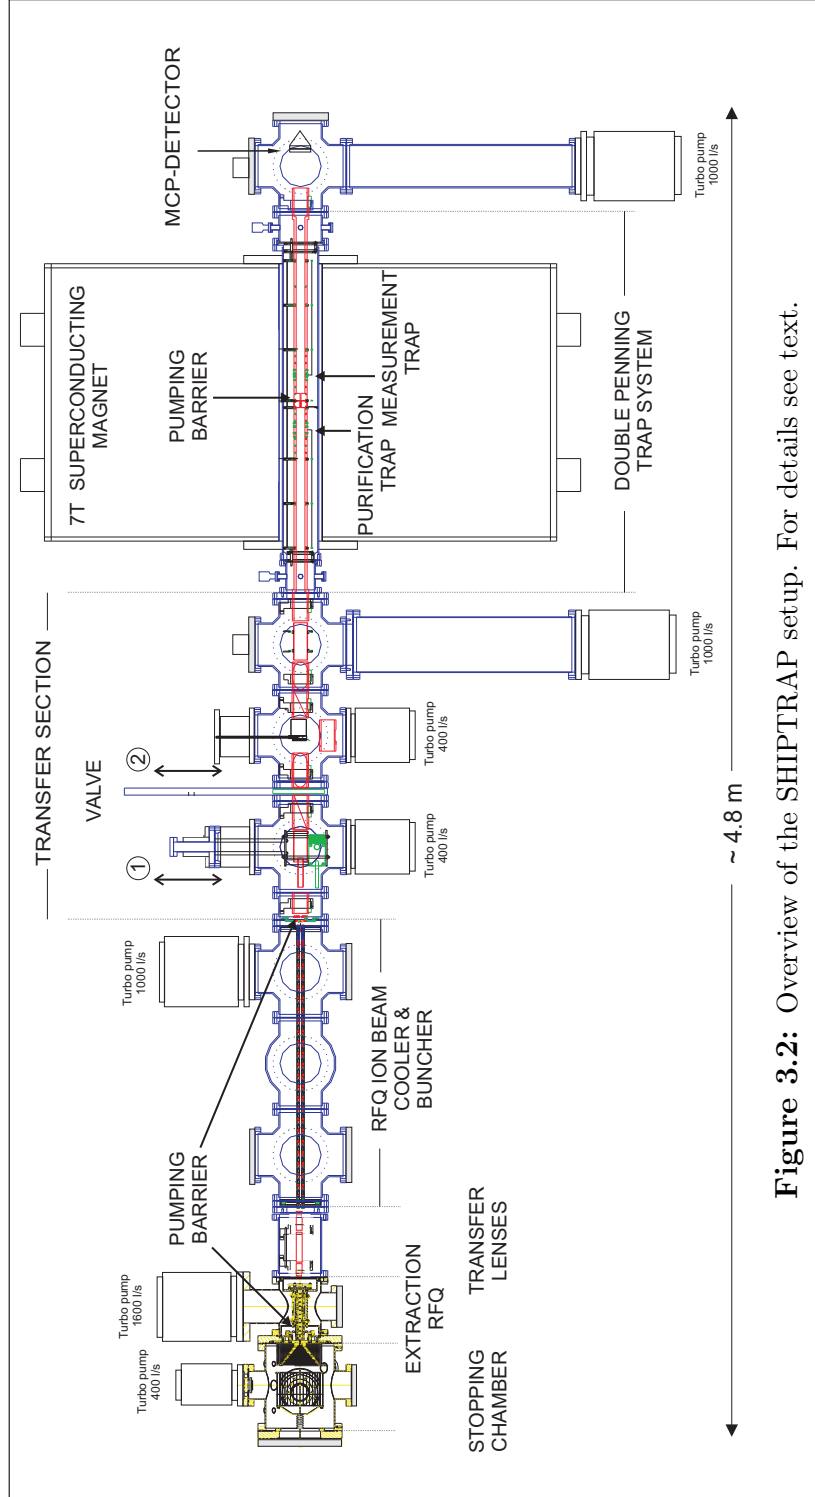 Turbo pump
400 l/s
Turbo pump
1600 l/s
PUMPING
BARRIER
Turbo pump
1000 l/s
TRANSFER SECTION
1
VALVE
2
7T SUPERCONDUCTING
MAGNET
PUMPING
BARRIER
MCP-DETECTOR
PURIFICATION
TRAP
MEASUREMENT
TRAP
STOPPING
CHAMBER
EXTRACTION
RFQ
TRANSFER
LENSES
RFQ ION BEAM
COOLER &
BUNCHER
Turbo pump
400 l/s
Turbo pump
400 l/s
Turbo pump
1000 l/s
DOUBLE PENNING
TRAP SYSTEM
Turbo pump
1000 l/s
~ 4.8 m
Figure 3.2: Overview of the SHIPTRAP setup. For details see text.